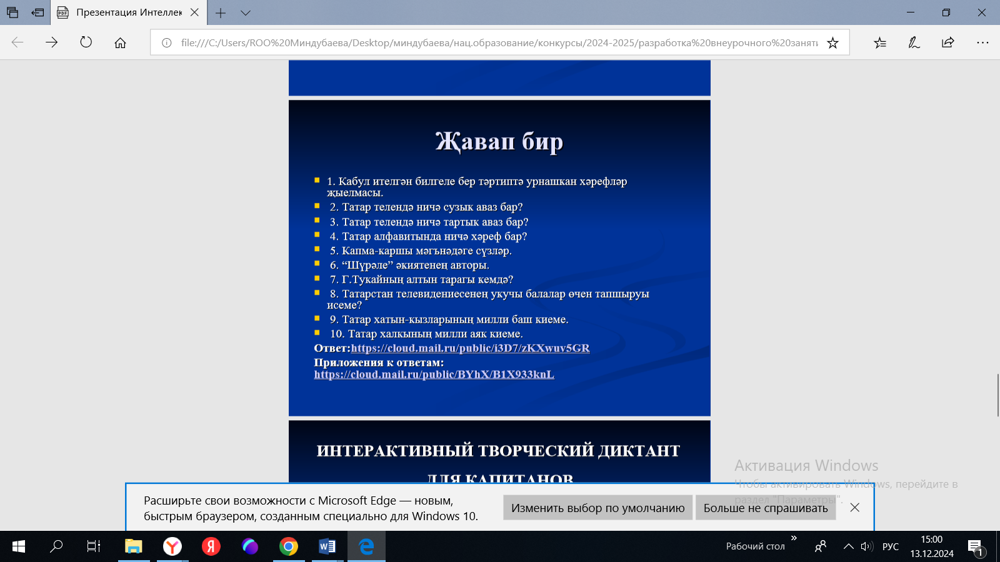 Презентация Интеллек
file:///C:/Users/ROO%20Миндубаева/Desktop/миндубаева/нац.образование/конкурсы/2024-2025/разработка%20внеурочного%20заняти
Җавап бир
1. Кабул ителгән билгеле бер тәртиптә урнашкан хәрефләр
җыелмасы.
2. Татар телендә ничә сузык аваз бар?
3. Татар телендә ничә тартык аваз бар?
4. Татар алфавитында ничә хәреф бар?
5. Капма-каршы мәгънәдәге сүзләр.
6. “Шүрәле” әкиятенең авторы.
7. Г.Тукайның алтын тарагы кемдә?
8. Татарстан телевидениесенең укучы балалар өчен тапшыруы
исеме?
9. Татар хатын-кызларының милли баш киеме.
10. Татар халкының милли аяк киеме.
Ответ:https://cloud.mail.ru/public/i3D7/zKXwuv5GR
Приложения к ответам:
https://cloud.mail.ru/public/BYhX/B1X933knL
ИНТЕРАКТИВНЫЙ ТВОРЧЕСКИЙ ДИКТАНТ
ДЛЯ КАПИТАНОВ
Активация Windows
Чтобы активировать Windows, перейдите в
раздел "Параметры".
Расширьте свои возможности с Microsoft Edge — новым,
быстрым браузером, созданным специально для Windows 10.
Изменить выбор по умолчанию
Больше не спрашивать
Рабочий стол
РУС
15:00
13.12.2024
1